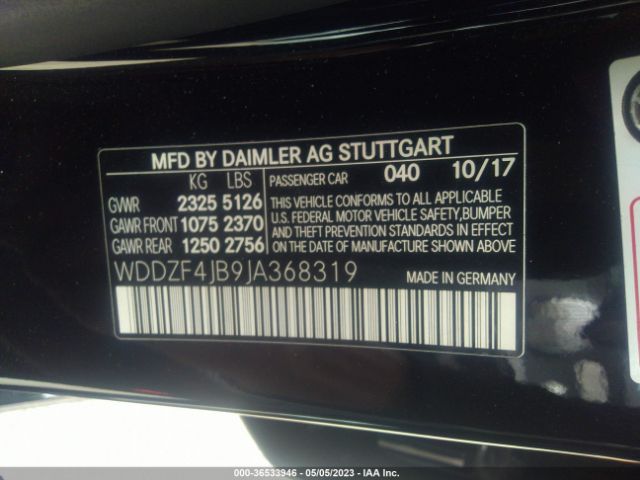 MFD BY DAIMLER AG STUTTGART
KG LBS
GVWR 2325 5126
GAWR FRONT 1075 2370
GAWR REAR 1250 2756
PASSENGER CAR 040 10/17
THIS VEHICLE CONFORMS TO ALL APPLICABLE
U.S. FEDERAL MOTOR VEHICLE SAFETY, BUMPER
AND THEFT PREVENTION STANDARDS IN EFFECT
ON THE DATE OF MANUFACTURE SHOWN ABOVE.
WDDZF4JB9JA368319
MADE IN GERMANY
000-36533946 - 05/05/2023 - IAA Inc.